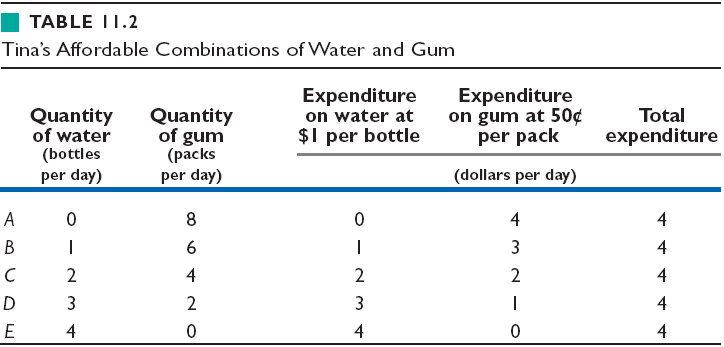 TABLE 11.2
Tina's Affordable Combinations of Water and Gum
Quantity of water (bottles per day) Quantity of gum (packs per day) Expenditure on water at $1 per bottle Expenditure on gum at 50¢ per pack Total expenditure
(dollars per day)
A 0 8 0 4 4
B 1 6 1 3 4
C 2 4 2 2 4
D 3 2 3 1 4
E 4 0 4 0 4